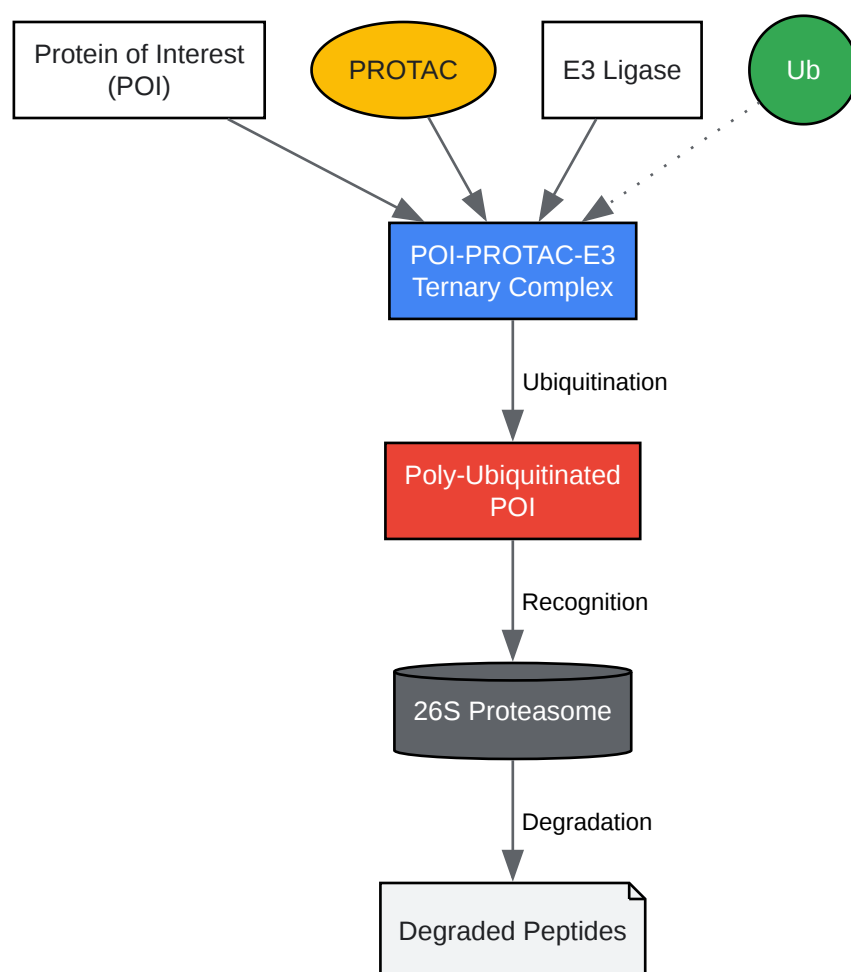 Protein of Interest
(POI)
PROTAC
E3 Ligase
Ub
POI-PROTAC-E3
Ternary Complex
Ubiquitination
Poly-Ubiquitinated
POI
Recognition
26S Proteasome
Degradation
Degraded Peptides